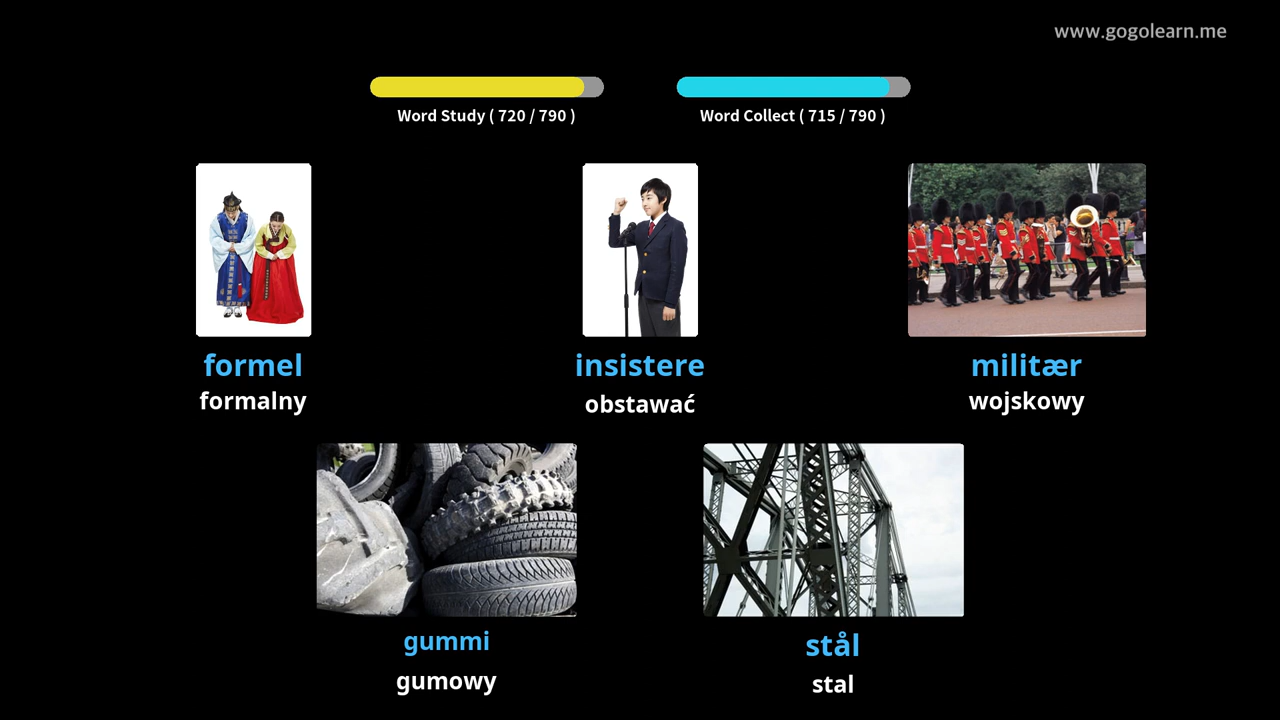 www.gogolearn.me
Word Study ( 720 / 790 )
Word Collect ( 715 / 790 )
formel
formalny
insistere
obstawać
militær
wojskowy
gummi
gumowy
stål
stal